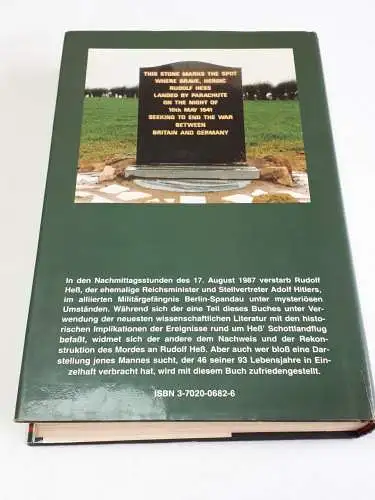 THIS STONE MARKS THE SPOT
WHERE BRAVE, HEROIC
RUDOLF HESS
LANDED BY PARACHUTE
ON THE NIGHT OF
10th MAY 1941
SEEKING TO END THE WAR
BETWEEN
BRITAIN AND GERMANY
In den Nachmittagsstunden des 17. August 1987 verstarb Rudolf
Heß, der ehemalige Reichsminister und Stellvertreter Adolf Hitlers,
im alliierten Militärgefängnis Berlin-Spandau unter mysteriösen
Umständen. Während sich der eine Teil dieses Buches unter Ver-
wendung der neuesten wissenschaftlichen Literatur mit den histo-
rischen Implikationen der Ereignisse rund um Heß' Schottlandflug
befaßt, widmet sich der andere dem Nachweis und der Rekon-
struktion des Mordes an Rudolf Heß. Aber auch wer bloß eine Dar-
stellung jenes Mannes sucht, der 46 seiner 93 Lebensjahre in Ein-
zelhaft verbracht hat, wird mit diesem Buch zufriedengestellt.
ISBN 3-7020-0682-6